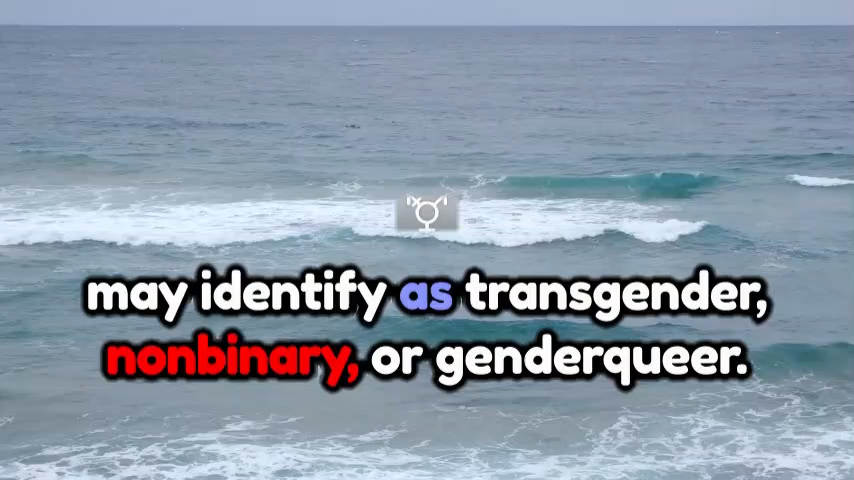 may identify as transgender,
nonbinary, or genderqueer.